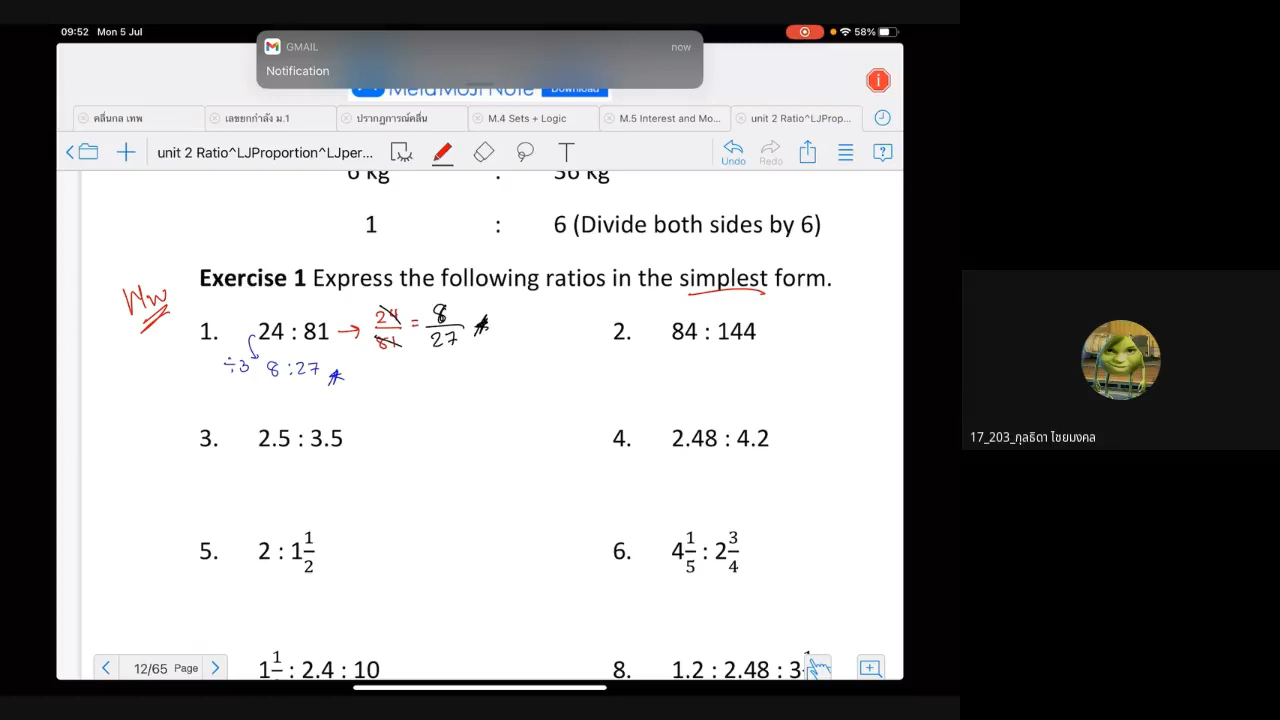 09:52 Mon 5 Jul
58%
GMAIL
now
Notification
MetaMoji Note
Download
คลื่นกล เทพ
เลขยกกำลัง ม.1
ปรากฏการณ์คลื่น
M.4 Sets + Logic
M.5 Interest and Mo...
unit 2 Ratio^LJProp...
unit 2 Ratio^LJProportion^LJper...
T
Undo
Redo
6 kg : 36 kg
1 : 6 (Divide both sides by 6)
Exercise 1 Express the following ratios in the simplest form.
1. 24 : 81 → 24/81 = 8/27
÷3 8 : 27
2. 84 : 144
3. 2.5 : 3.5
4. 2.48 : 4.2
5. 2 : 1 1/2
6. 4 1/5 : 2 3/4
: 2.4 : 10
8. 1.2 : 2.48 : 3
12/65 Page
17_203_กุลธิดา ไชยมงคล